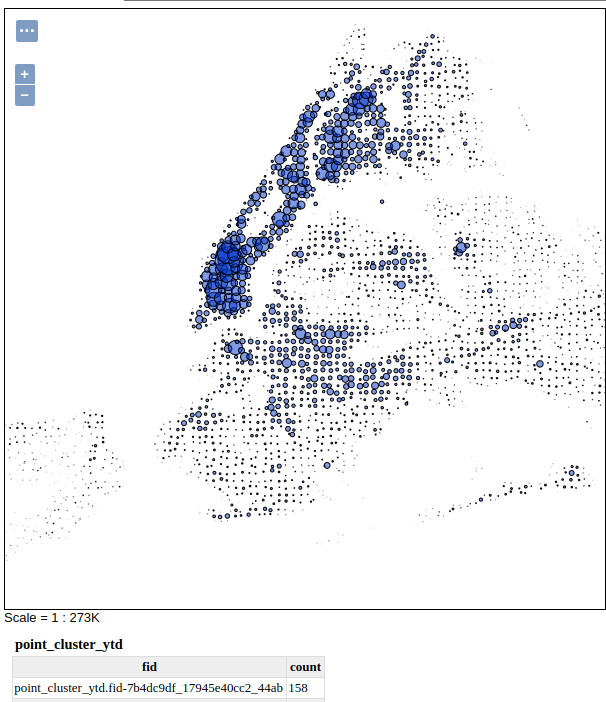 ...
+
−
Scale = 1 : 273K
point_cluster_ytd
fid count
point_cluster_ytd.fid-7b4dc9df_17945e40cc2_44ab 158